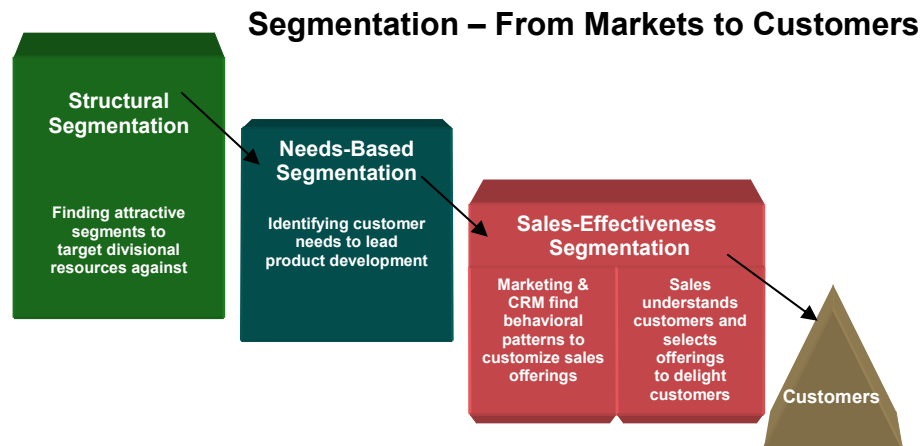 Segmentation – From Markets to Customers
Structural
Segmentation
Finding attractive
segments to
target divisional
resources against
Needs-Based
Segmentation
Identifying customer
needs to lead
product development
Sales-Effectiveness
Segmentation
Marketing &
CRM find
behavioral
patterns to
customize sales
offerings
Sales
understands
customers and
selects
offerings
to delight
customers
Customers